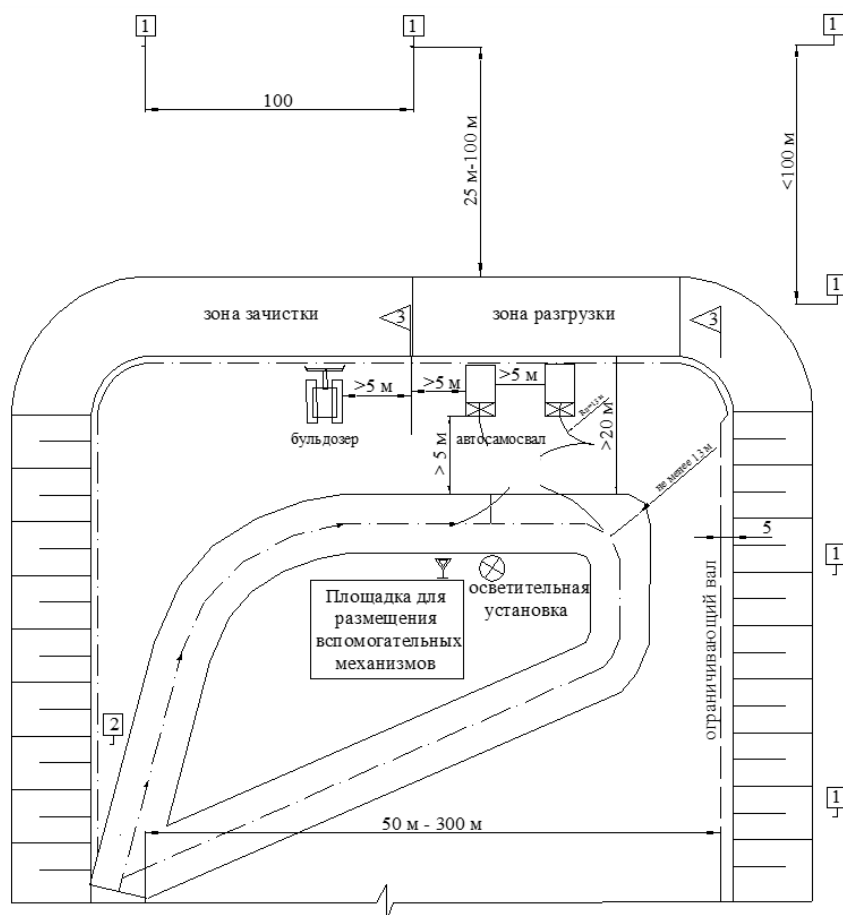 1
1
1
100
25 м-100 м
<100 м
1
зона зачистки
3
зона разгрузки
3
>5 м
>5 м
>5 м
бульдозер
> 5 м
автосамосвал
>20 м
не менее 13 м
5
1
осветительная
установка
Площадка для
размещения
вспомогательных
механизмов
ограничивающий вал
2
1
50 м - 300 м